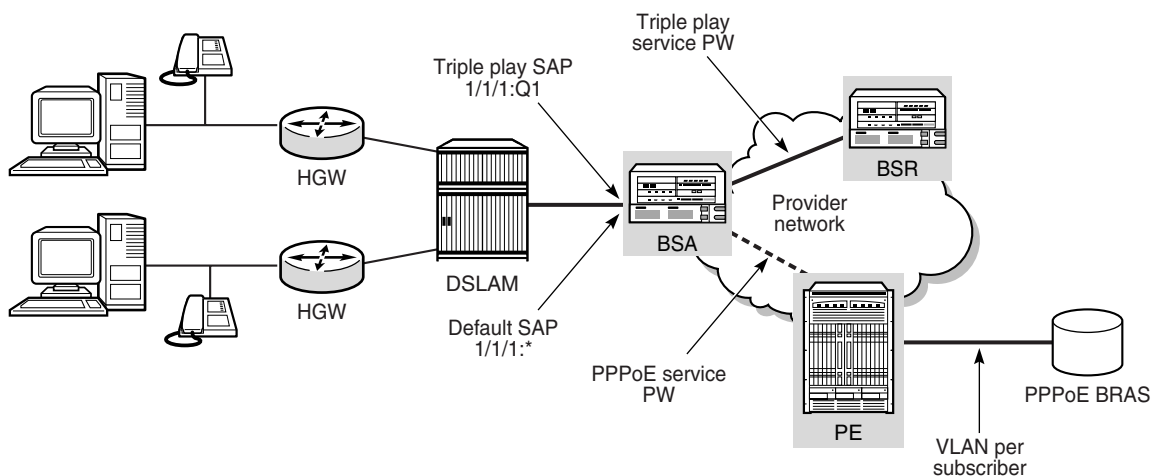 Triple play
service PW
Triple play SAP
1/1/1:Q1
HGW
BSR
Provider
network
BSA
DSLAM
HGW
Default SAP
1/1/1:*
PPPoE service
PW
PPPoE BRAS
PE
VLAN per
subscriber